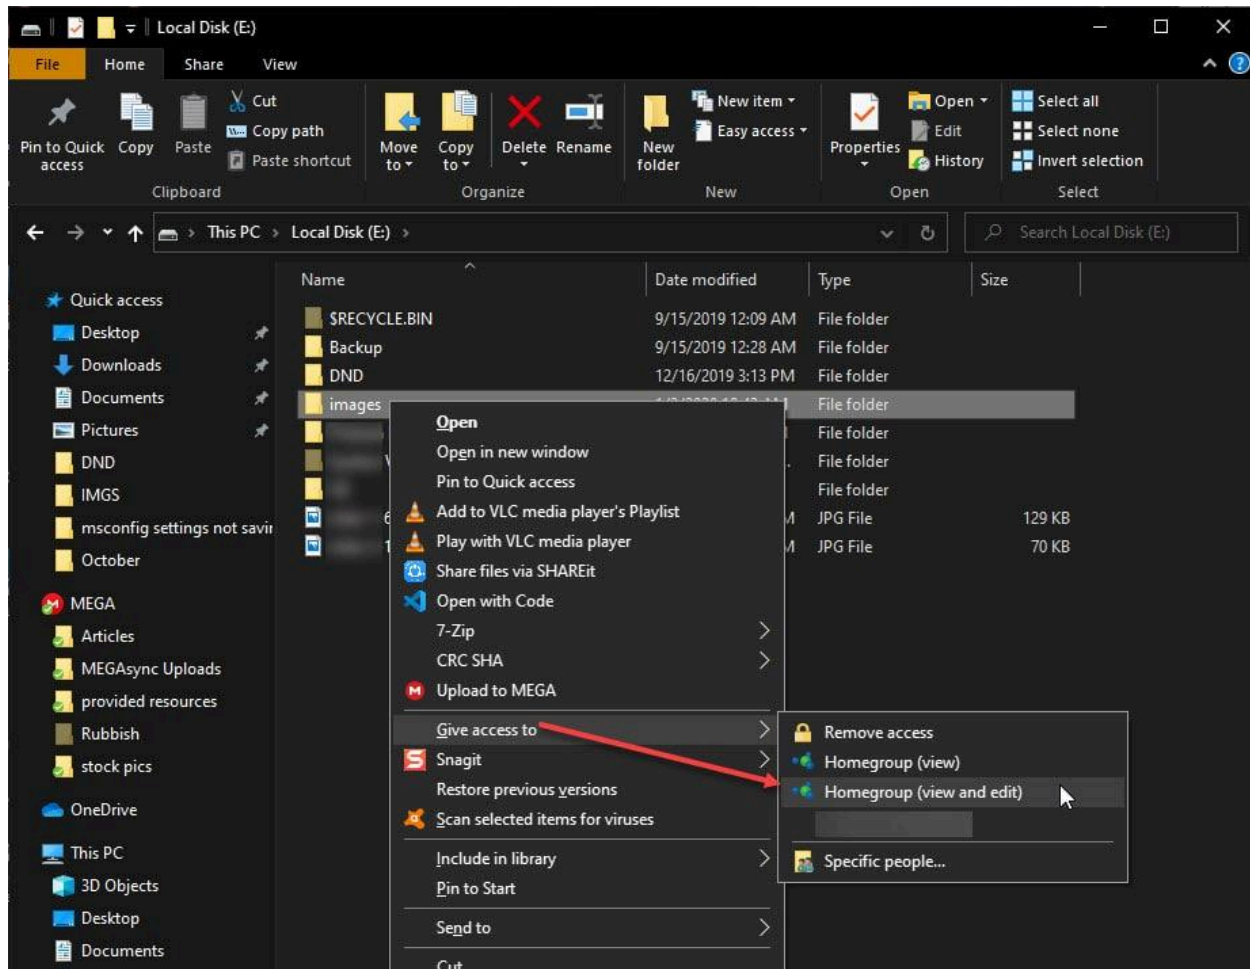 Local Disk (E:)
File Home Share View
Pin to Quick access
Copy
Paste
Cut
Copy path
Paste shortcut
Move to
Copy to
Delete
Rename
New folder
New item
Easy access
Properties
Open
Edit
History
Select all
Select none
Invert selection
Clipboard Organize New Open Select
This PC Local Disk (E:) Search Local Disk (E:)
Name Date modified Type Size
Quick access
Desktop
Downloads
Documents
Pictures
DND
IMGS
msconfig settings not savin
October
MEGA
Articles
MEGAsync Uploads
provided resources
Rubbish
stock pics
OneDrive
This PC
3D Objects
Desktop
Documents
$RECYCLE.BIN 9/15/2019 12:09 AM File folder
Backup 9/15/2019 12:28 AM File folder
DND 12/16/2019 3:13 PM File folder
images File folder
File folder
File folder
File folder
JPG File 129 KB
JPG File 70 KB
Open
Open in new window
Pin to Quick access
Add to VLC media player's Playlist
Play with VLC media player
Share files via SHAREit
Open with Code
7-Zip
CRC SHA
Upload to MEGA
Give access to
Snagit
Restore previous versions
Scan selected items for viruses
Include in library
Pin to Start
Send to
Cut
Remove access
Homegroup (view)
Homegroup (view and edit)
Specific people...